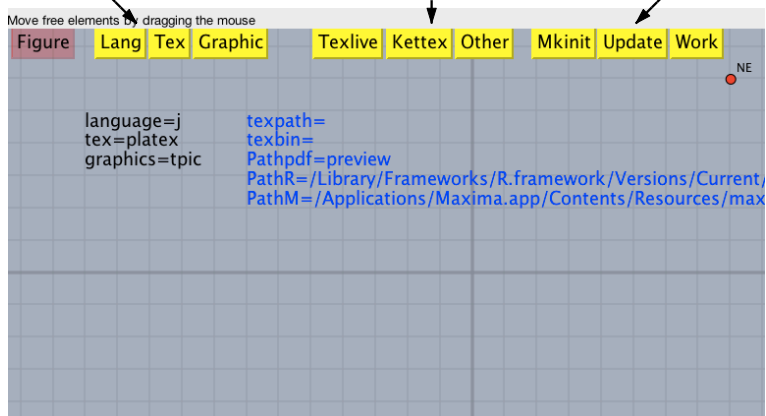 Move free elements by dragging the mouse
Figure Lang Tex Graphic Texlive Kettex Other Mkinit Update Work
NE
language=j
tex=platex
graphics=tpic
texpath=
texbin=
Pathpdf=preview
PathR=/Library/Frameworks/R.framework/Versions/Current/
PathM=/Applications/Maxima.app/Contents/Resources/max